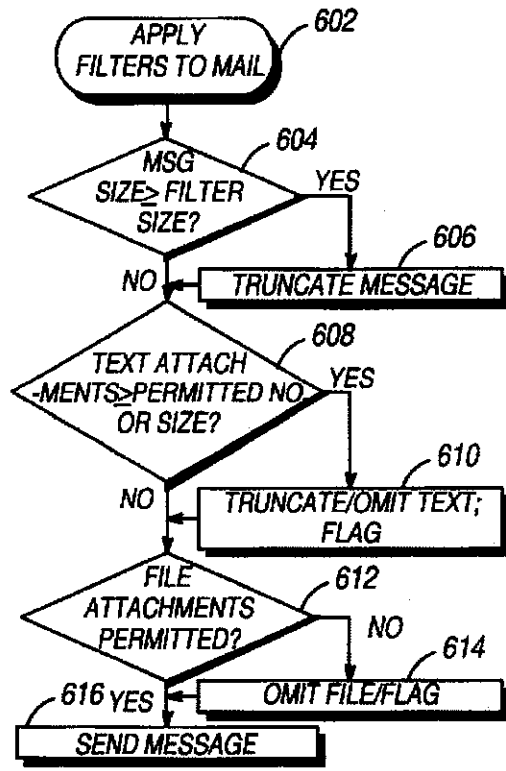 APPLY
FILTERS TO MAIL
602
MSG
SIZE≥ FILTER
SIZE?
604
YES
606
NO
TRUNCATE MESSAGE
608
TEXT ATTACH
-MENTS≥PERMITTED NO
OR SIZE?
YES
610
NO
TRUNCATE/OMIT TEXT;
FLAG
FILE
ATTACHMENTS
PERMITTED?
612
NO
614
616
YES
OMIT FILE/FLAG
SEND MESSAGE